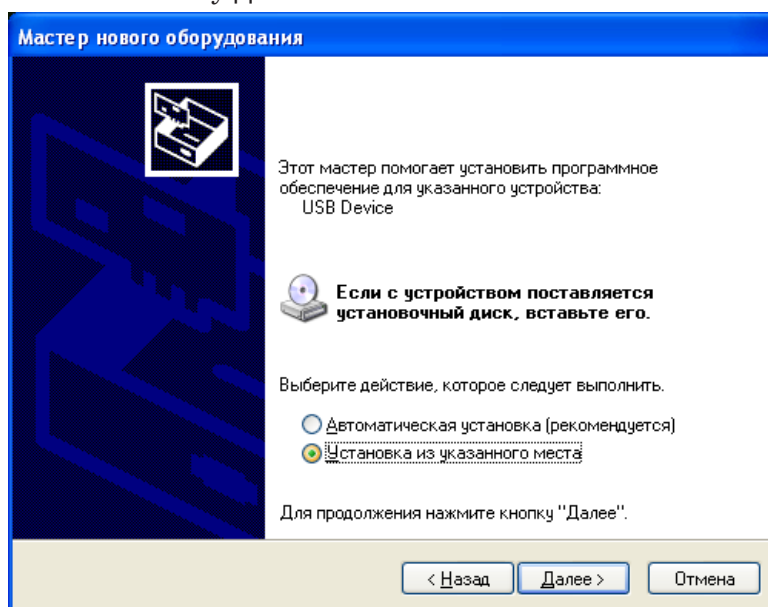 Мастер нового оборудования
Этот мастер помогает установить программное
обеспечение для указанного устройства:
USB Device
Если с устройством поставляется
установочный диск, вставьте его.
Выберите действие, которое следует выполнить.
Автоматическая установка (рекомендуется)
Установка из указанного места
Для продолжения нажмите кнопку "Далее".
< Назад Далее > Отмена